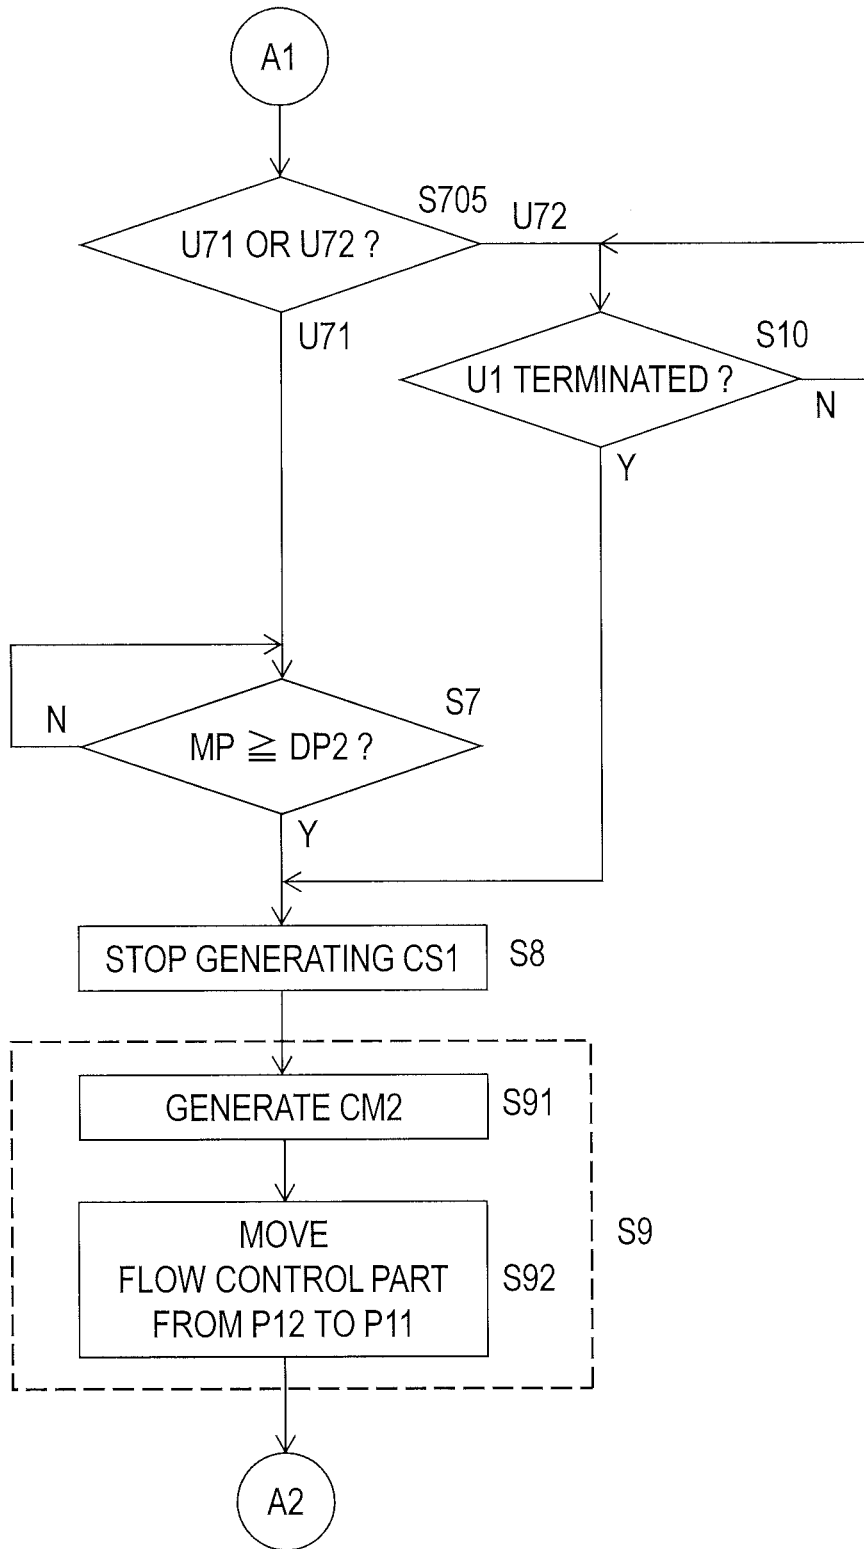 A1
S705
U71 OR U72 ?
U72
U71
S10
U1 TERMINATED ?
N
Y
S7
N
MP ≧ DP2 ?
Y
STOP GENERATING CS1
S8
GENERATE CM2
S91
S9
MOVE
FLOW CONTROL PART
FROM P12 TO P11
S92
A2